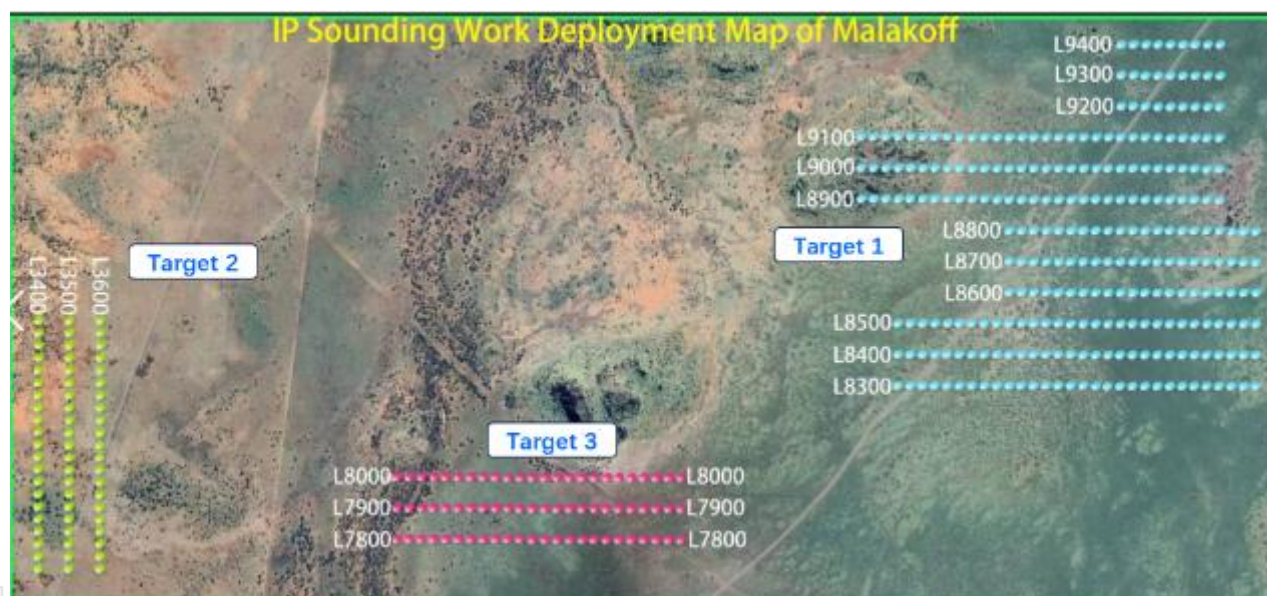 IP Sounding Work Deployment Map of Malakoff
L9400
L9300
L9200
L9100
L9000
L8900
L8800
Target 1
Target 2
L8700
L8600
L3400
L3500
L3600
L8500
L8400
L8300
Target 3
L8000 L8000
L7900 L7900
L7800 L7800